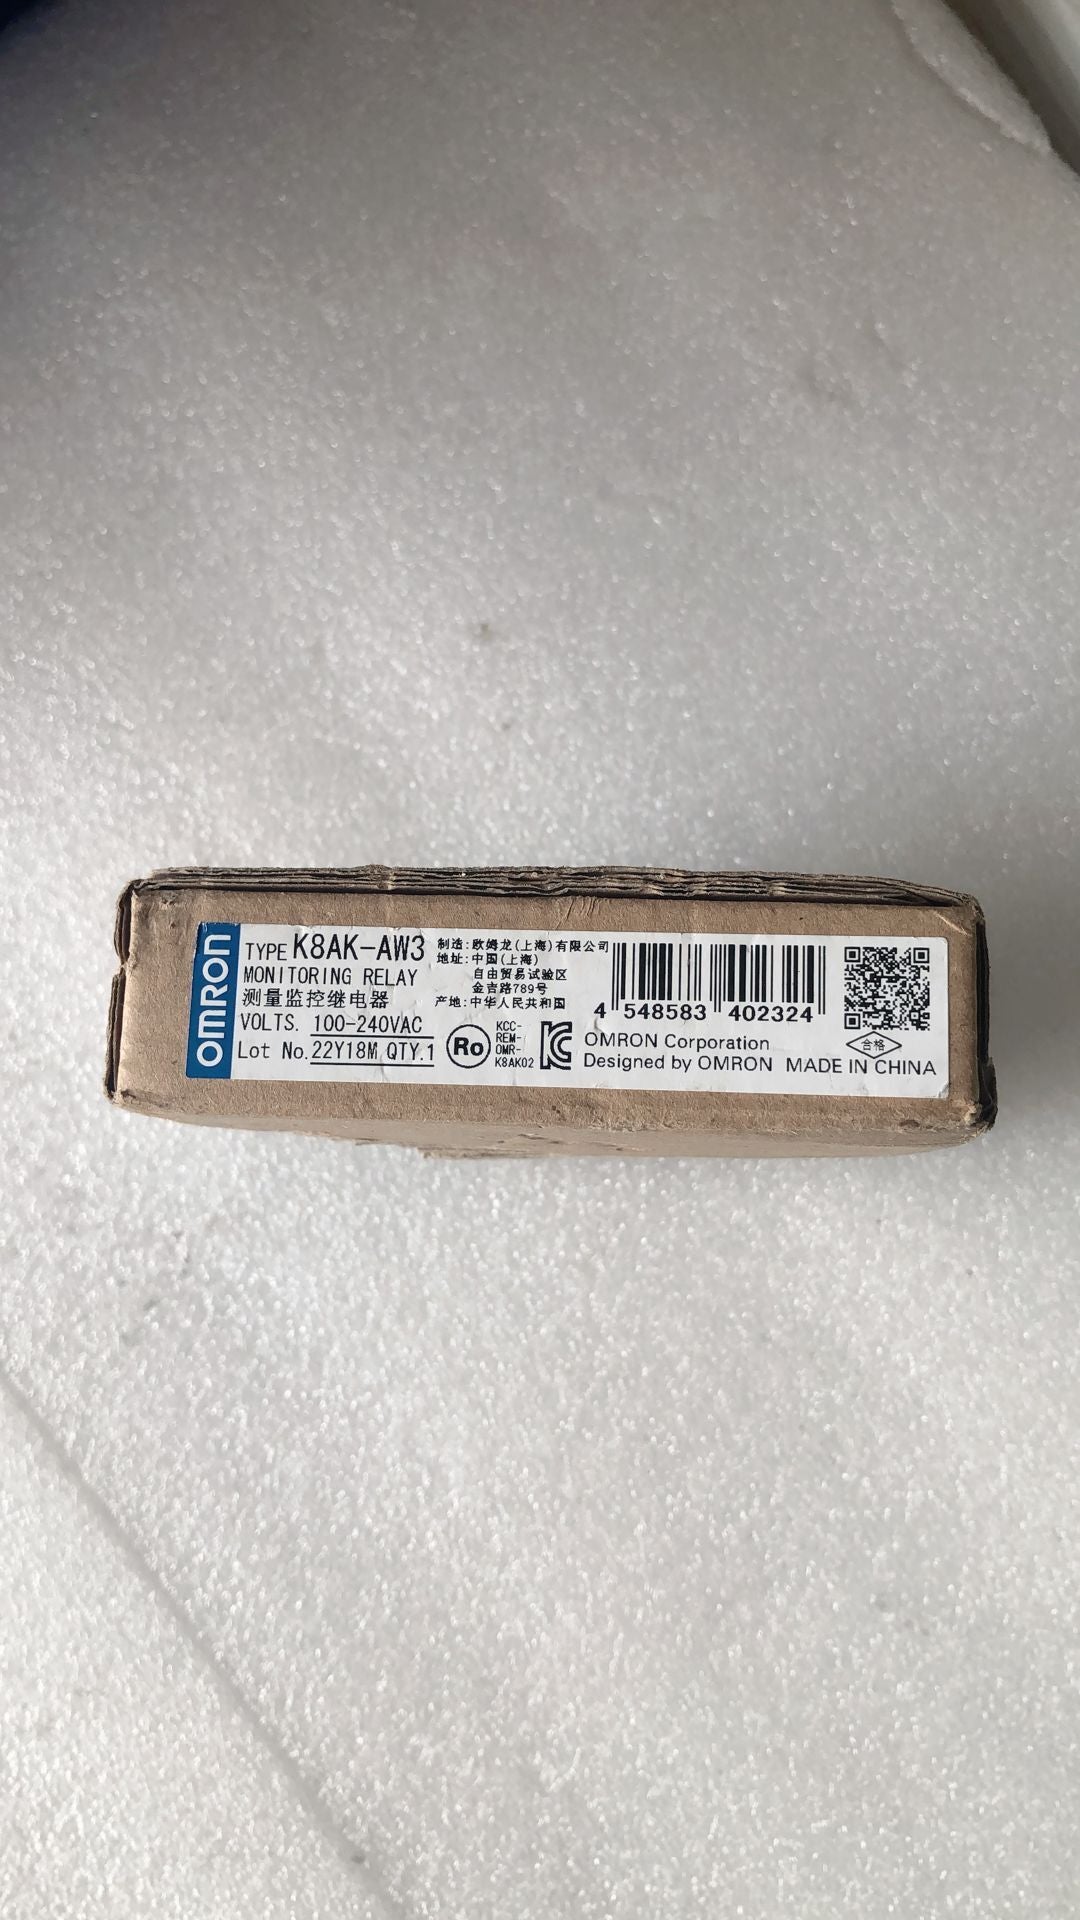 OMRON
TYPE K8AK-AW3
MONITORING RELAY
测量监控继电器
VOLTS. 100-240VAC
Lot No. 22Y18M QTY.1
制造:欧姆龙(上海)有限公司
地址:中国(上海)
自由贸易试验区
金吉路789号
产地:中华人民共和国
Ro
KCC-
REM-
OMR-
K8AK02
4 548583 402324
合格
OMRON Corporation
Designed by OMRON MADE IN CHINA